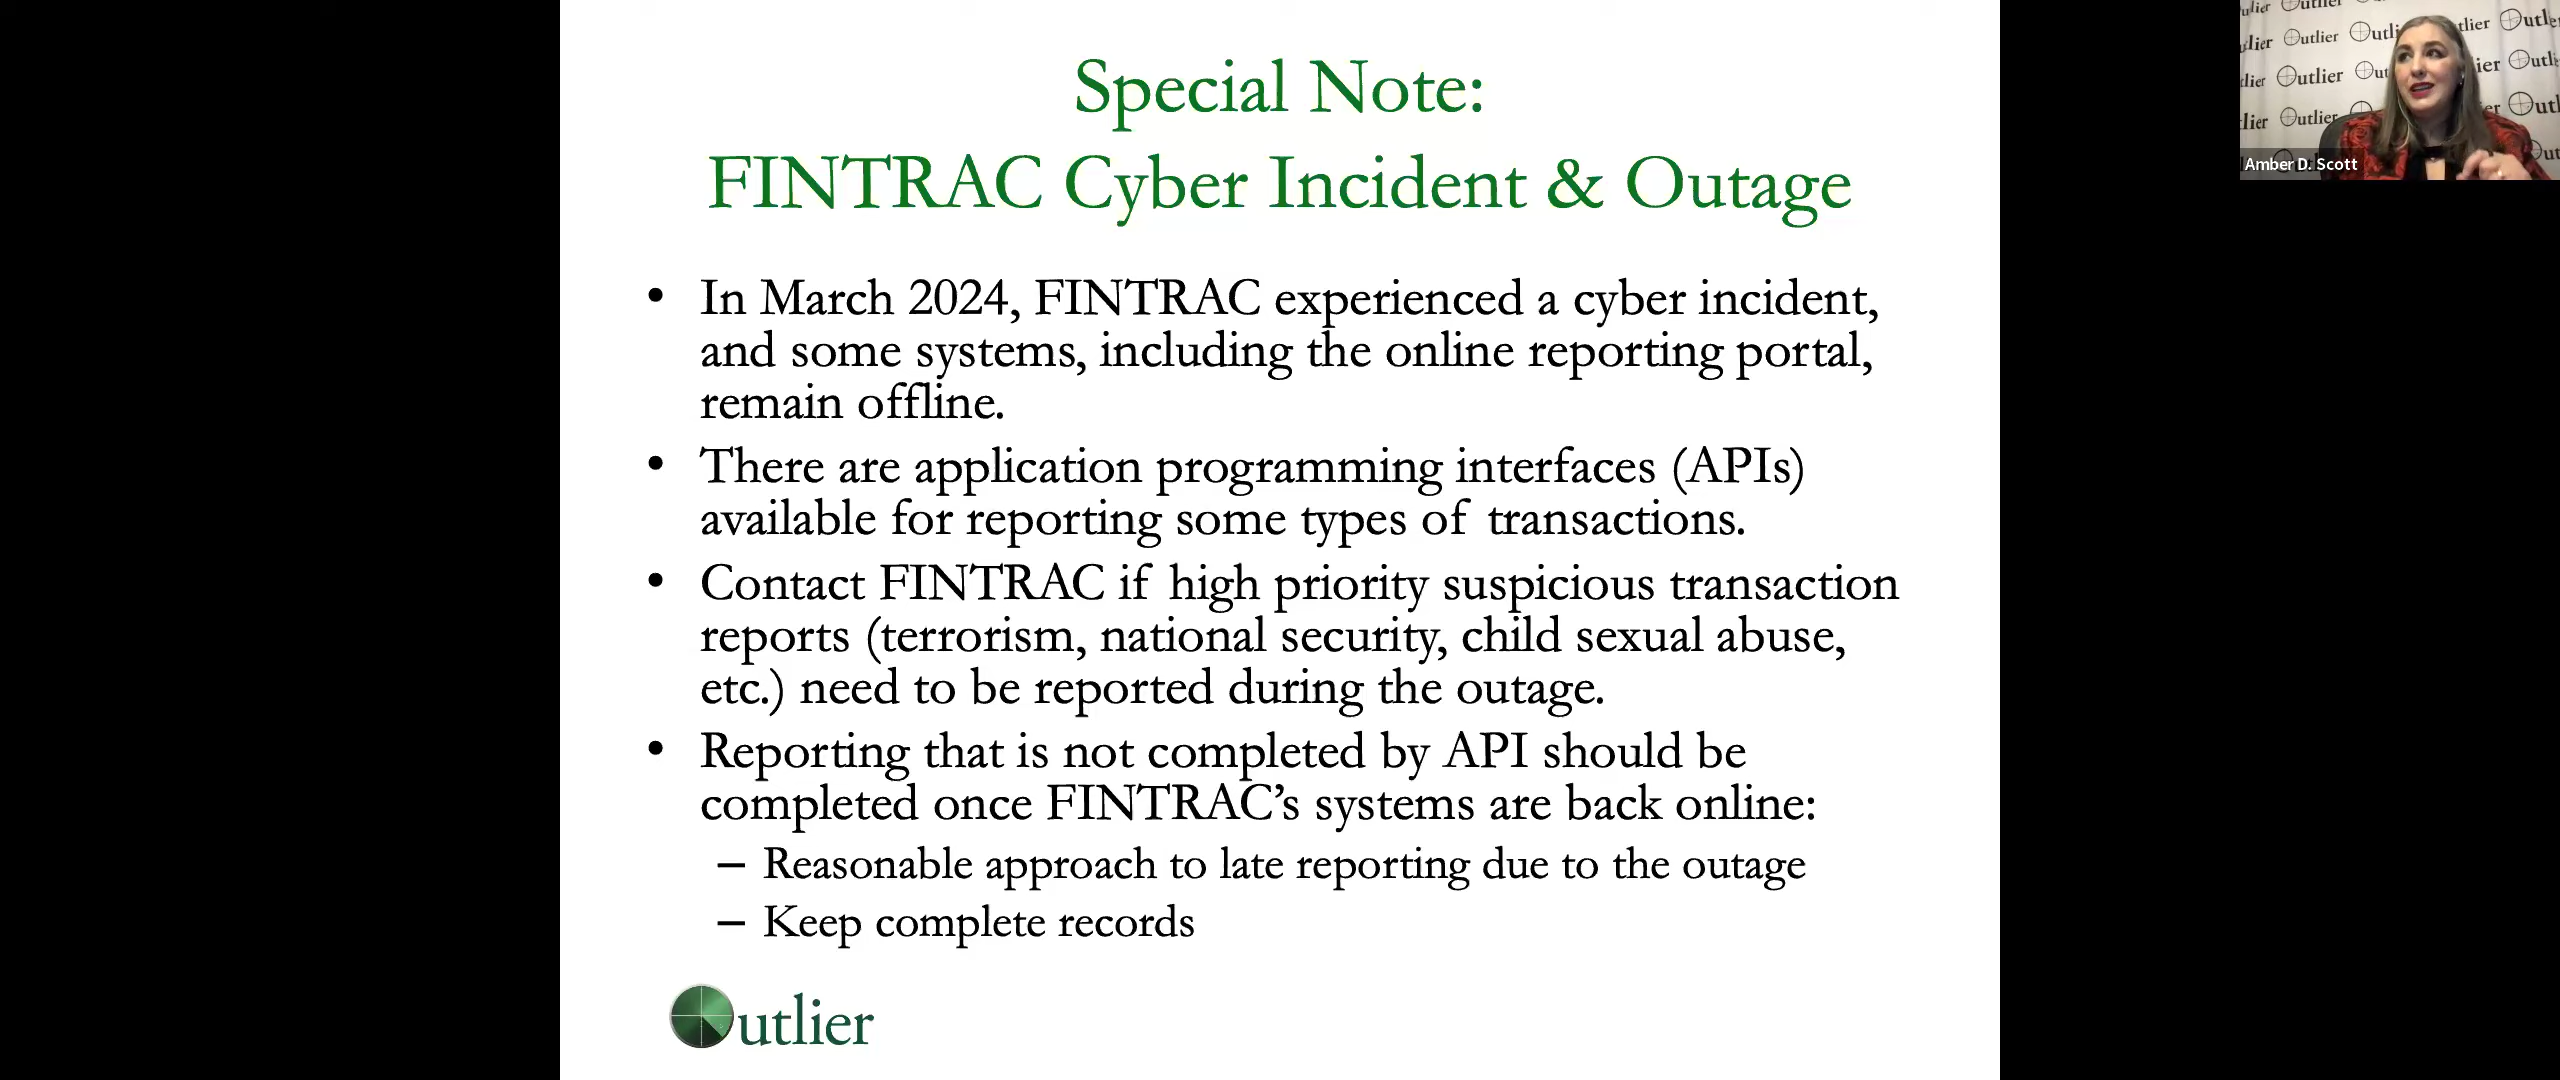 Special Note:
FINTRAC Cyber Incident & Outage
• In March 2024, FINTRAC experienced a cyber incident,
and some systems, including the online reporting portal,
remain offline.
• There are application programming interfaces (APIs)
available for reporting some types of transactions.
• Contact FINTRAC if high priority suspicious transaction
reports (terrorism, national security, child sexual abuse,
etc.) need to be reported during the outage.
• Reporting that is not completed by API should be
completed once FINTRAC’s systems are back online:
– Reasonable approach to late reporting due to the outage
– Keep complete records
Outlier
Outlier
Outlier
Outlier
Amber D. Scott